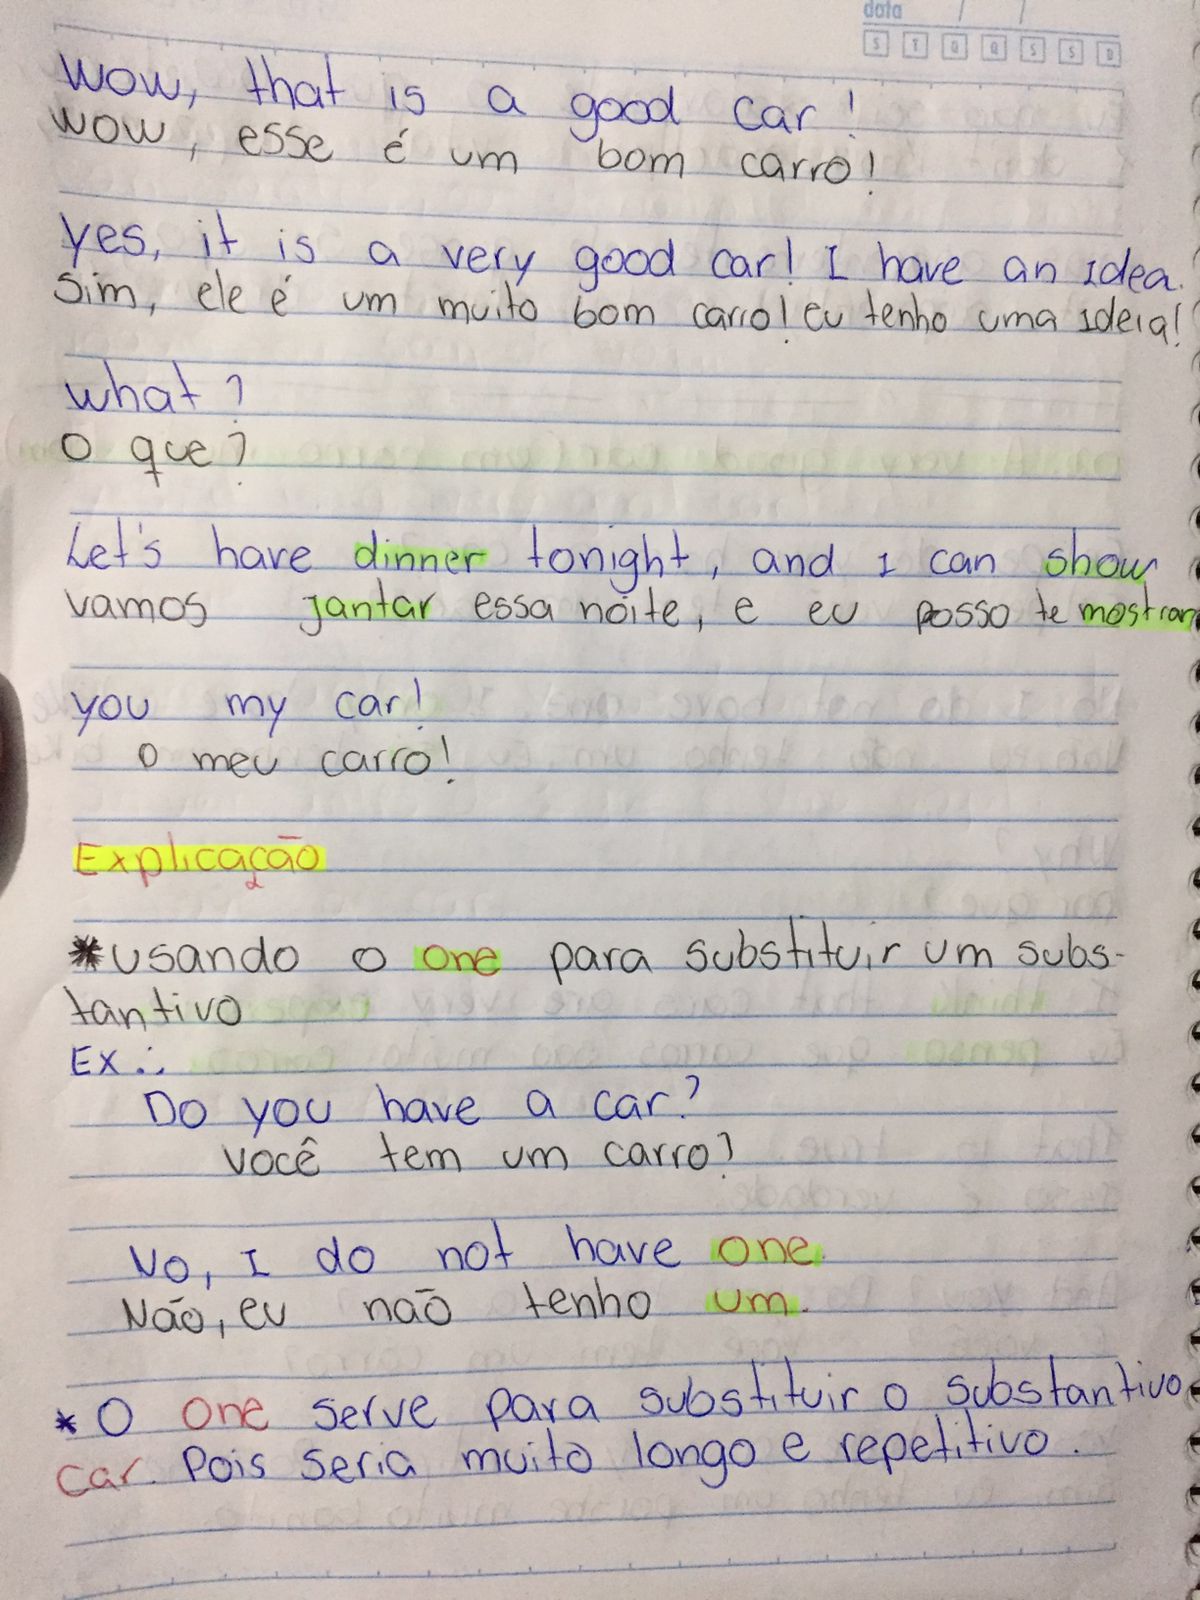 data / /
S T Q Q S S D
Wow, that is a good car!
Wow, esse é um bom carro!
yes, it is a very good car! I have an idea.
Sim, ele é um muito bom carro! eu tenho uma ideia!
what?
O que?
Let's have dinner tonight, and I can show
vamos jantar essa noite, e eu posso te mostrar
you my car!
o meu carro!
Explicação
*usando o one para substituir um subs-
tantivo
Ex.:
Do you have a car?
você tem um carro?
No, I do not have one.
Não, eu não tenho um.
* O one serve para substituir o substantivo
car. Pois seria muito longo e repetitivo.